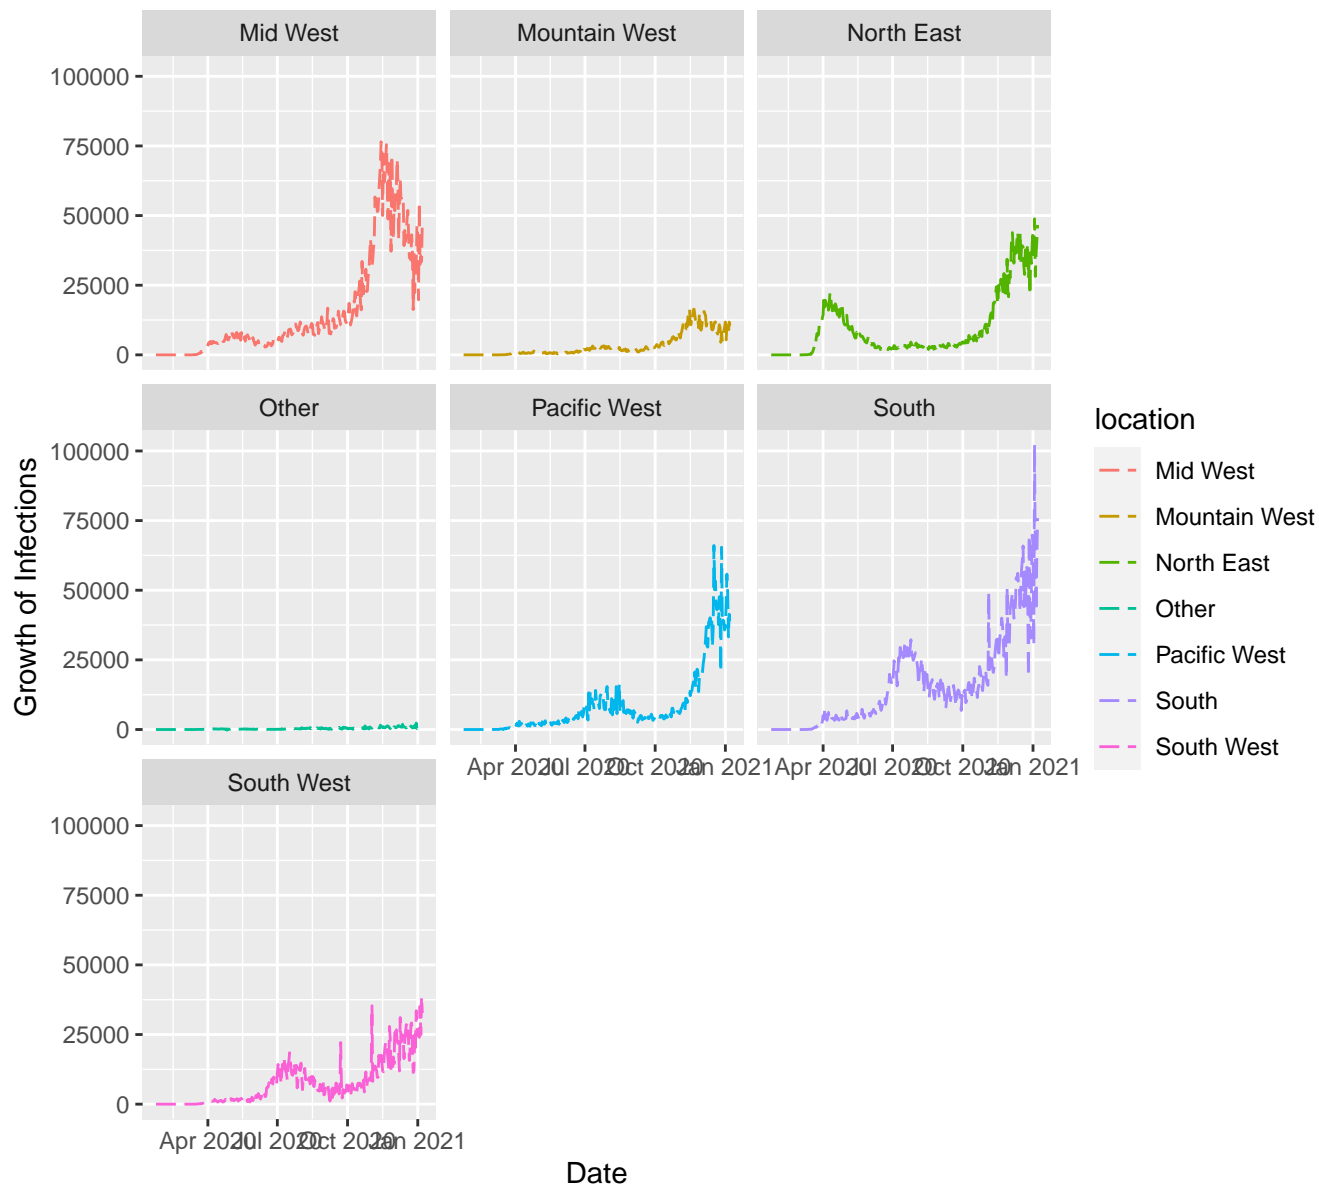 Mid West
Mountain West
North East
100000
75000
50000
25000
0
Other
Pacific West
South
100000
75000
50000
25000
0
Apr 2020 Jul 2020 Oct 2020 Jan 2021
Apr 2020 Jul 2020 Oct 2020 Jan 2021
South West
100000
75000
50000
25000
0
Apr 2020 Jul 2020 Oct 2020 Jan 2021
Growth of Infections
Date
location
Mid West
Mountain West
North East
Other
Pacific West
South
South West